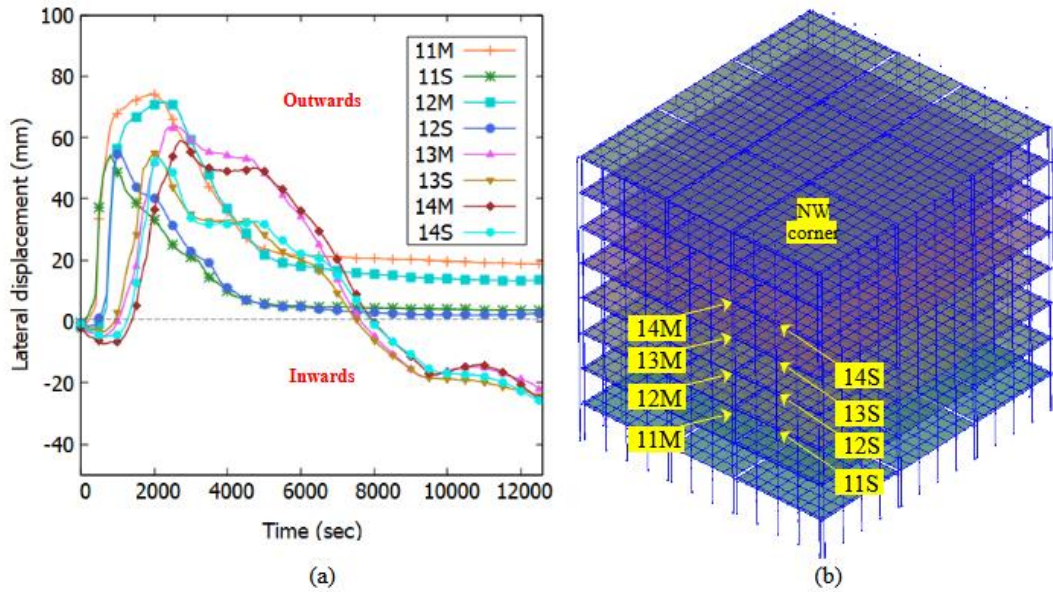 100
80
60
40
20
0
-20
-40
Lateral displacement (mm)
0 2000 4000 6000 8000 10000 12000
Time (sec)
11M
11S
12M
12S
13M
13S
14M
14S
Outwards
Inwards
(a)
NW
corner
14M
13M
12M
11M
14S
13S
12S
11S
(b)